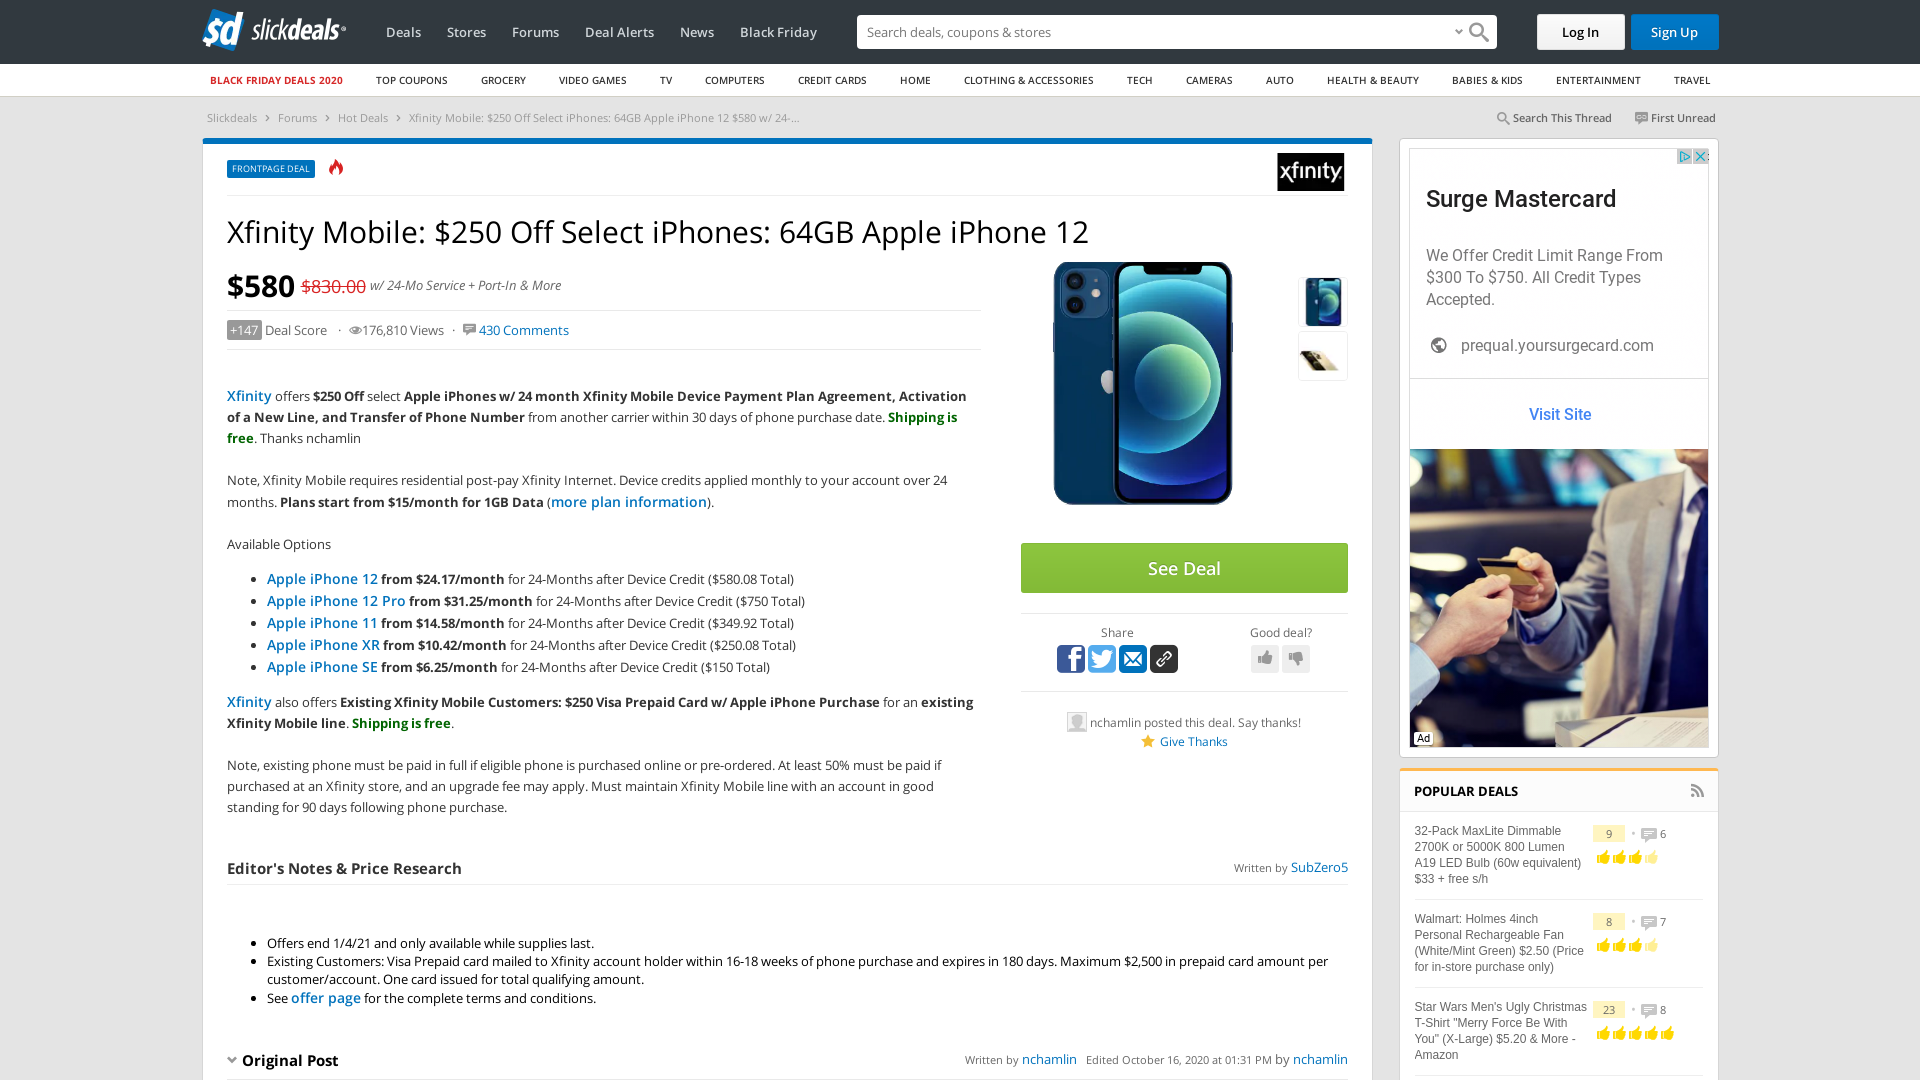 sd slickdeals
Deals Stores Forums Deal Alerts News Black Friday
Search deals, coupons & stores
Log In Sign Up
BLACK FRIDAY DEALS 2020 TOP COUPONS GROCERY VIDEO GAMES TV COMPUTERS CREDIT CARDS HOME CLOTHING & ACCESSORIES TECH CAMERAS AUTO HEALTH & BEAUTY BABIES & KIDS ENTERTAINMENT TRAVEL
Slickdeals › Forums › Hot Deals › Xfinity Mobile: $250 Off Select iPhones: 64GB Apple iPhone 12 $580 w/ 24-...
Search This Thread First Unread
FRONTPAGE DEAL
xfinity
Xfinity Mobile: $250 Off Select iPhones: 64GB Apple iPhone 12
$580 $830.00 w/ 24-Mo Service + Port-In & More
+147 Deal Score · 176,810 Views · 430 Comments
Xfinity offers $250 Off select Apple iPhones w/ 24 month Xfinity Mobile Device Payment Plan Agreement, Activation
of a New Line, and Transfer of Phone Number from another carrier within 30 days of phone purchase date. Shipping is
free. Thanks nchamlin
Note, Xfinity Mobile requires residential post-pay Xfinity Internet. Device credits applied monthly to your account over 24
months. Plans start from $15/month for 1GB Data (more plan information).
Available Options
• Apple iPhone 12 from $24.17/month for 24-Months after Device Credit ($580.08 Total)
• Apple iPhone 12 Pro from $31.25/month for 24-Months after Device Credit ($750 Total)
• Apple iPhone 11 from $14.58/month for 24-Months after Device Credit ($349.92 Total)
• Apple iPhone XR from $10.42/month for 24-Months after Device Credit ($250.08 Total)
• Apple iPhone SE from $6.25/month for 24-Months after Device Credit ($150 Total)
Xfinity also offers Existing Xfinity Mobile Customers: $250 Visa Prepaid Card w/ Apple iPhone Purchase for an existing
Xfinity Mobile line. Shipping is free.
Note, existing phone must be paid in full if eligible phone is purchased online or pre-ordered. At least 50% must be paid if
purchased at an Xfinity store, and an upgrade fee may apply. Must maintain Xfinity Mobile line with an account in good
standing for 90 days following phone purchase.
See Deal
Share
Good deal?
nchamlin posted this deal. Say thanks!
Give Thanks
Editor's Notes & Price Research
Written by SubZero5
• Offers end 1/4/21 and only available while supplies last.
• Existing Customers: Visa Prepaid card mailed to Xfinity account holder within 16-18 weeks of phone purchase and expires in 180 days. Maximum $2,500 in prepaid card amount per
customer/account. One card issued for total qualifying amount.
• See offer page for the complete terms and conditions.
Original Post
Written by nchamlin Edited October 16, 2020 at 01:31 PM by nchamlin
Surge Mastercard
We Offer Credit Limit Range From
$300 To $750. All Credit Types
Accepted.
prequal.yoursurgecard.com
Visit Site
Ad
POPULAR DEALS
32-Pack MaxLite Dimmable
2700K or 5000K 800 Lumen
A19 LED Bulb (60w equivalent)
$33 + free s/h
9 • 6
Walmart: Holmes 4inch
Personal Rechargeable Fan
(White/Mint Green) $2.50 (Price
for in-store purchase only)
8 • 7
Star Wars Men's Ugly Christmas
T-Shirt "Merry Force Be With
You" (X-Large) $5.20 & More -
Amazon
23 • 8